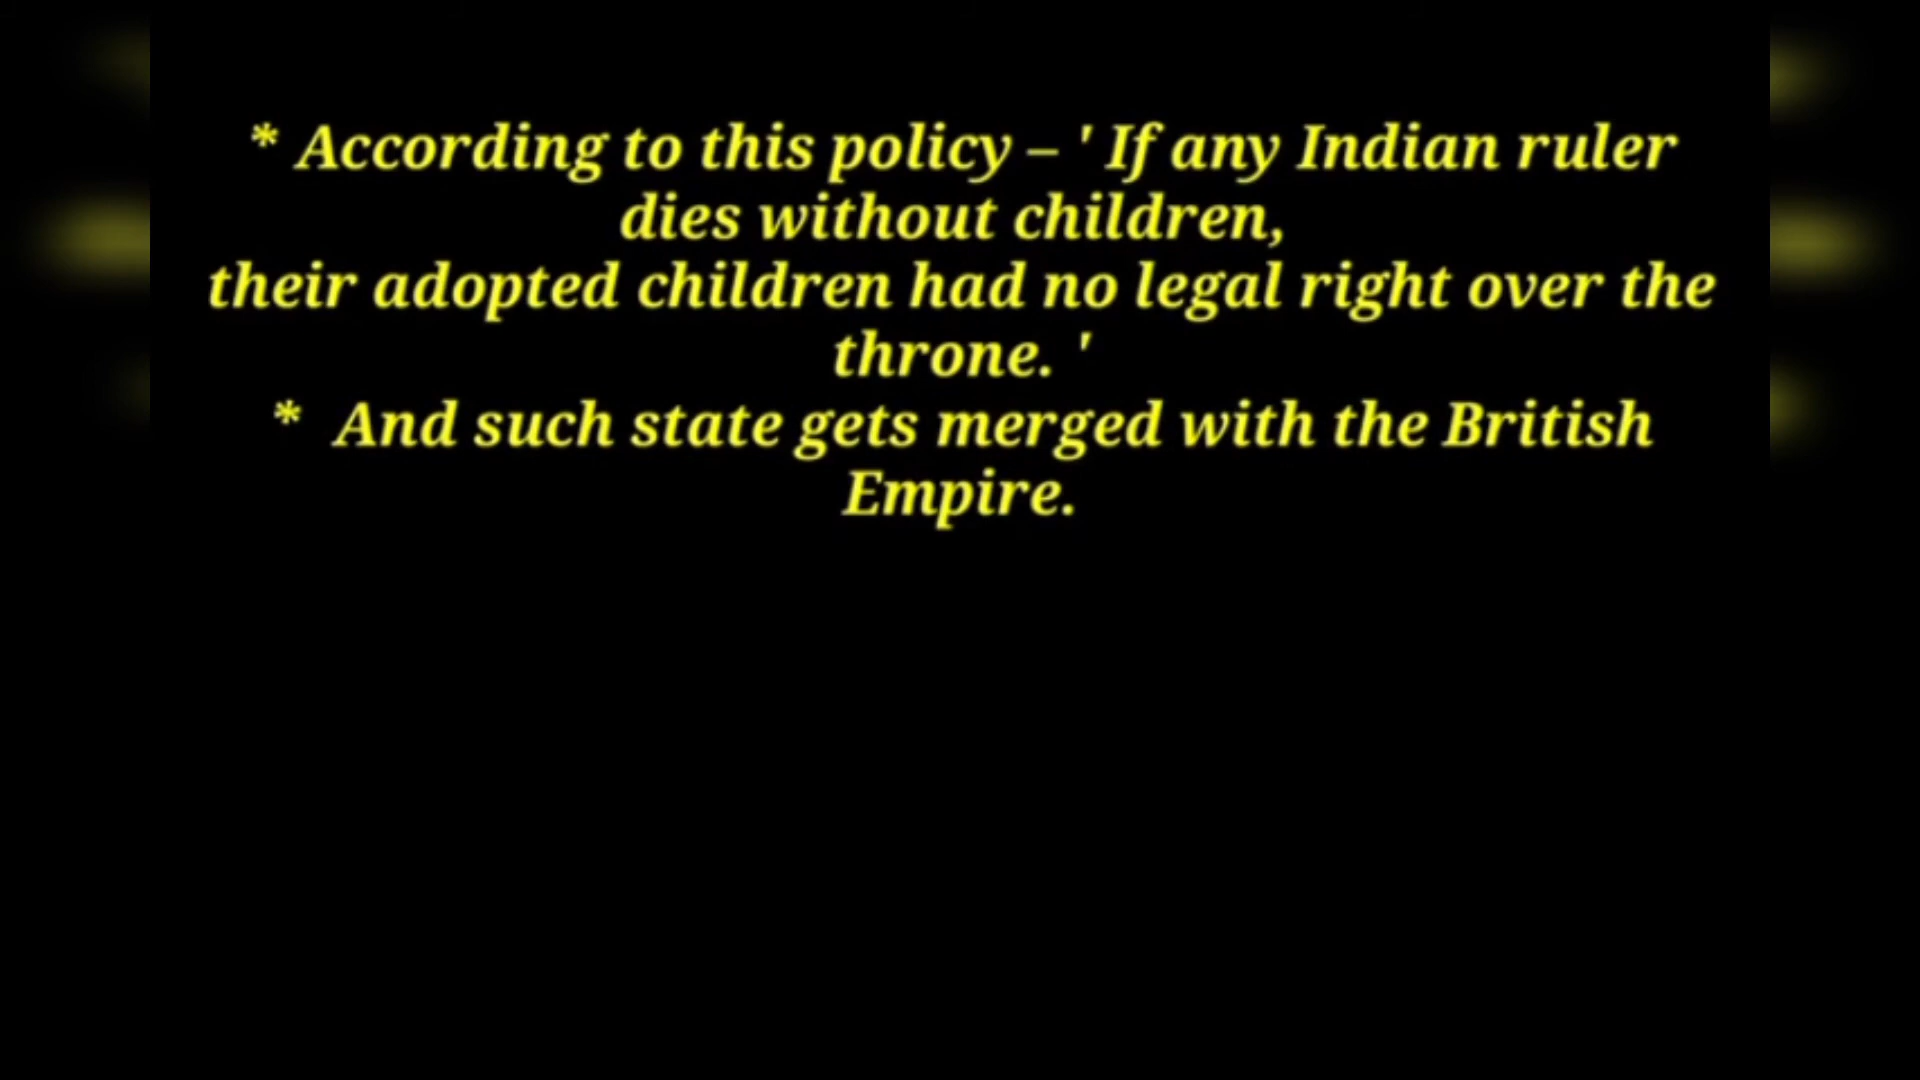 * According to this policy – ' If any Indian ruler
dies without children,
their adopted children had no legal right over the
throne. '
* And such state gets merged with the British
Empire.